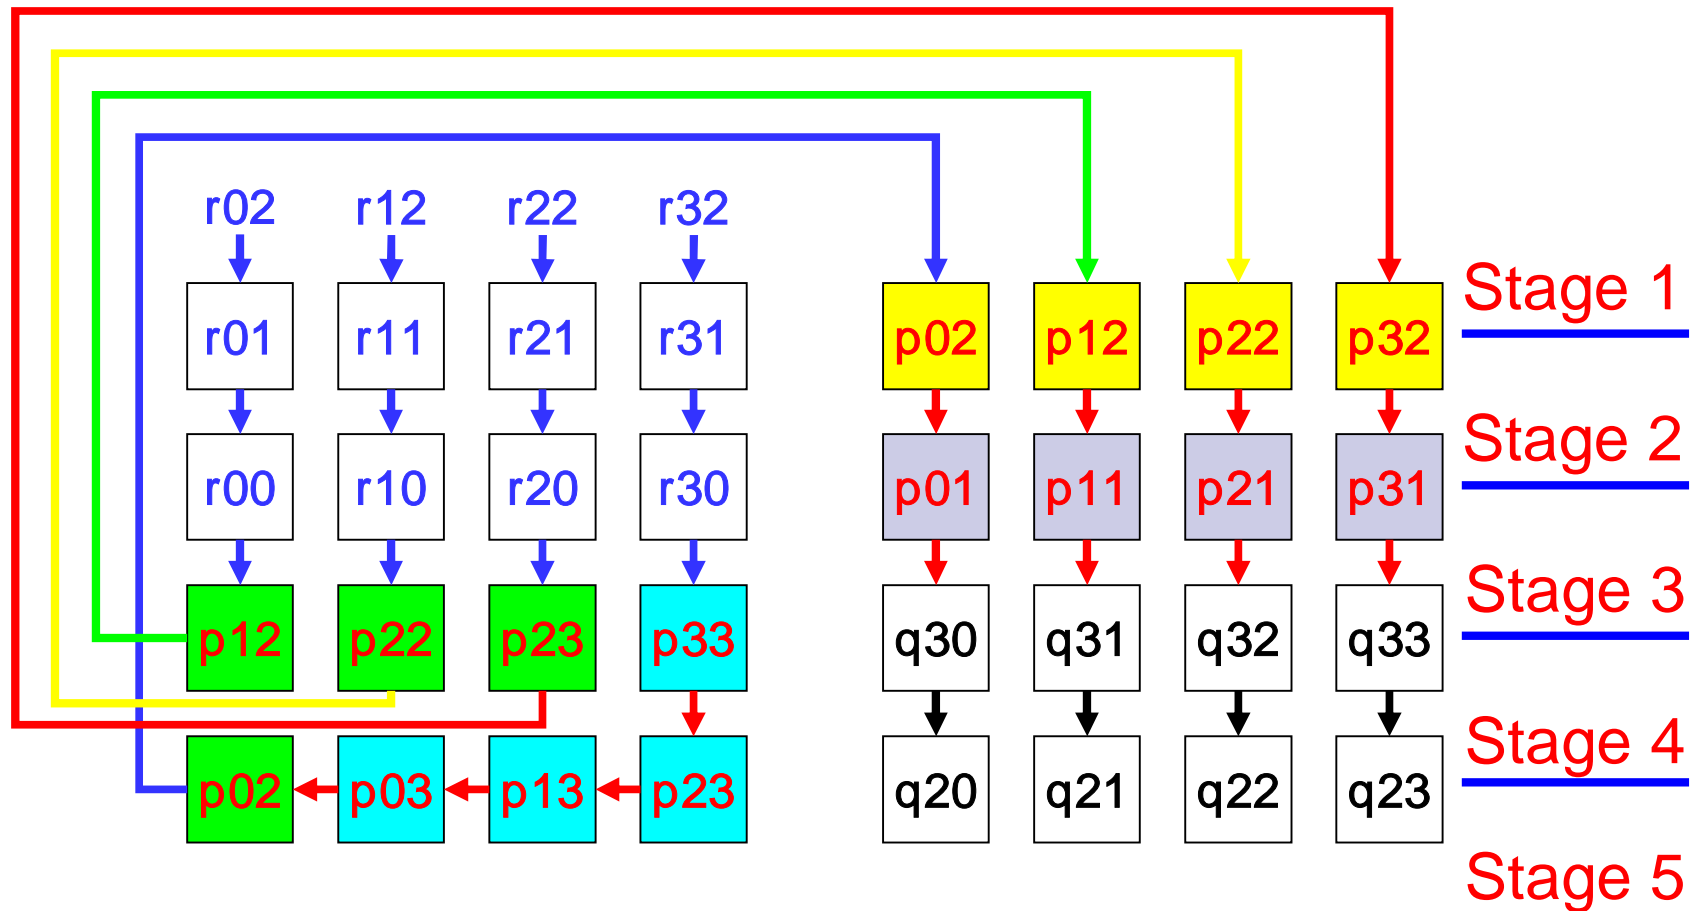 r02 r12 r22 r32
Stage 1
r01 r11 r21 r31 p02 p12 p22 p32
Stage 2
r00 r10 r20 r30 p01 p11 p21 p31
Stage 3
p12 p22 p23 p33 q30 q31 q32 q33
Stage 4
p02 p03 p13 p23 q20 q21 q22 q23
Stage 5